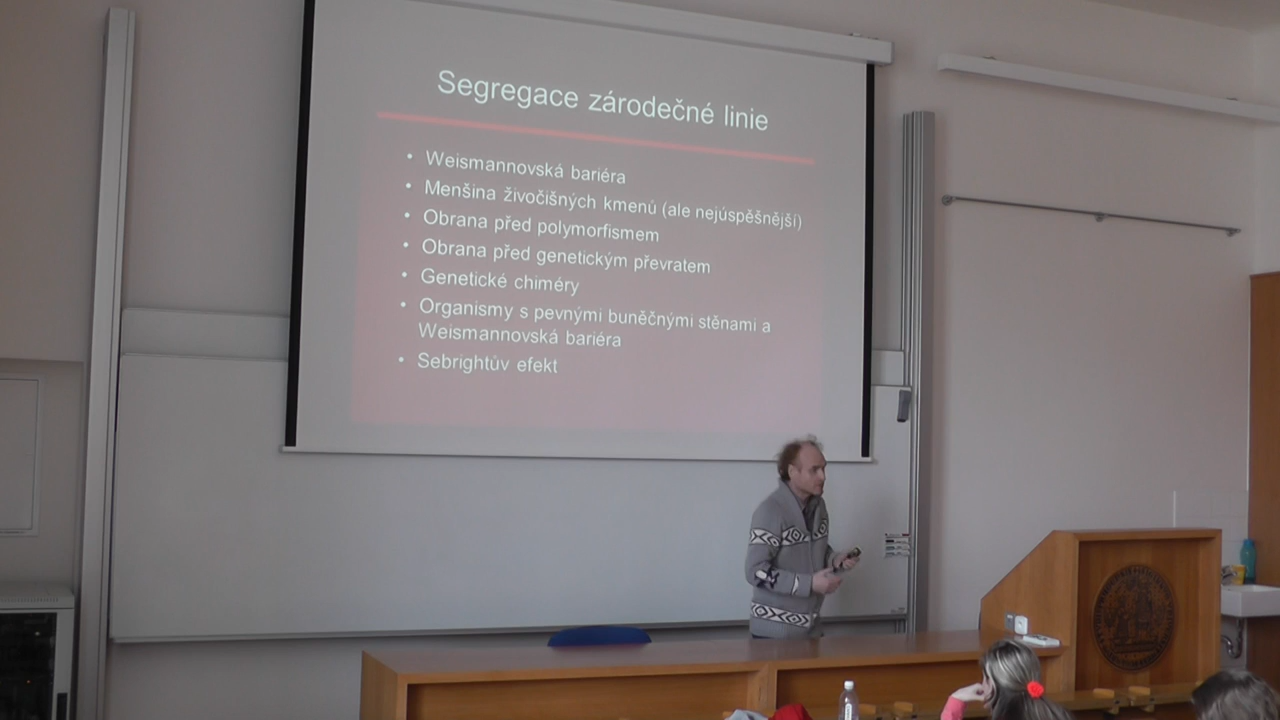 Segregace zárodečné linie
• Weismannovská bariéra
• Menšina živočišných kmenů (ale nejúspěšnější)
• Obrana před polymorfismem
• Obrana před genetickým převratem
• Genetické chiméry
• Organismy s pevnými buněčnými stěnami a
Weismannovská bariéra
• Sebrightův efekt